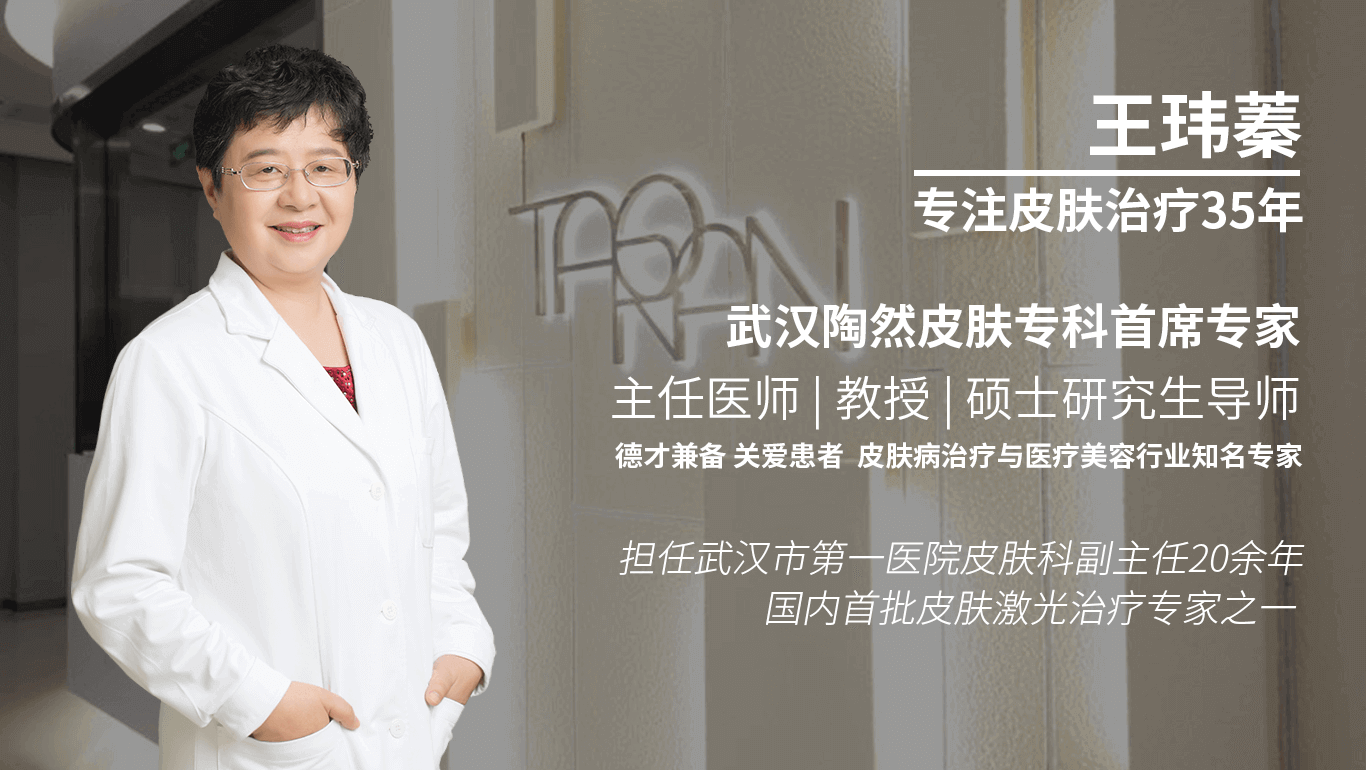 TAO
RAN
王玮蓁
专注皮肤治疗35年
武汉陶然皮肤专科首席专家
主任医师 | 教授 | 硕士研究生导师
德才兼备 关爱患者 皮肤病治疗与医疗美容行业知名专家
担任武汉市第一医院皮肤科副主任20余年
国内首批皮肤激光治疗专家之一